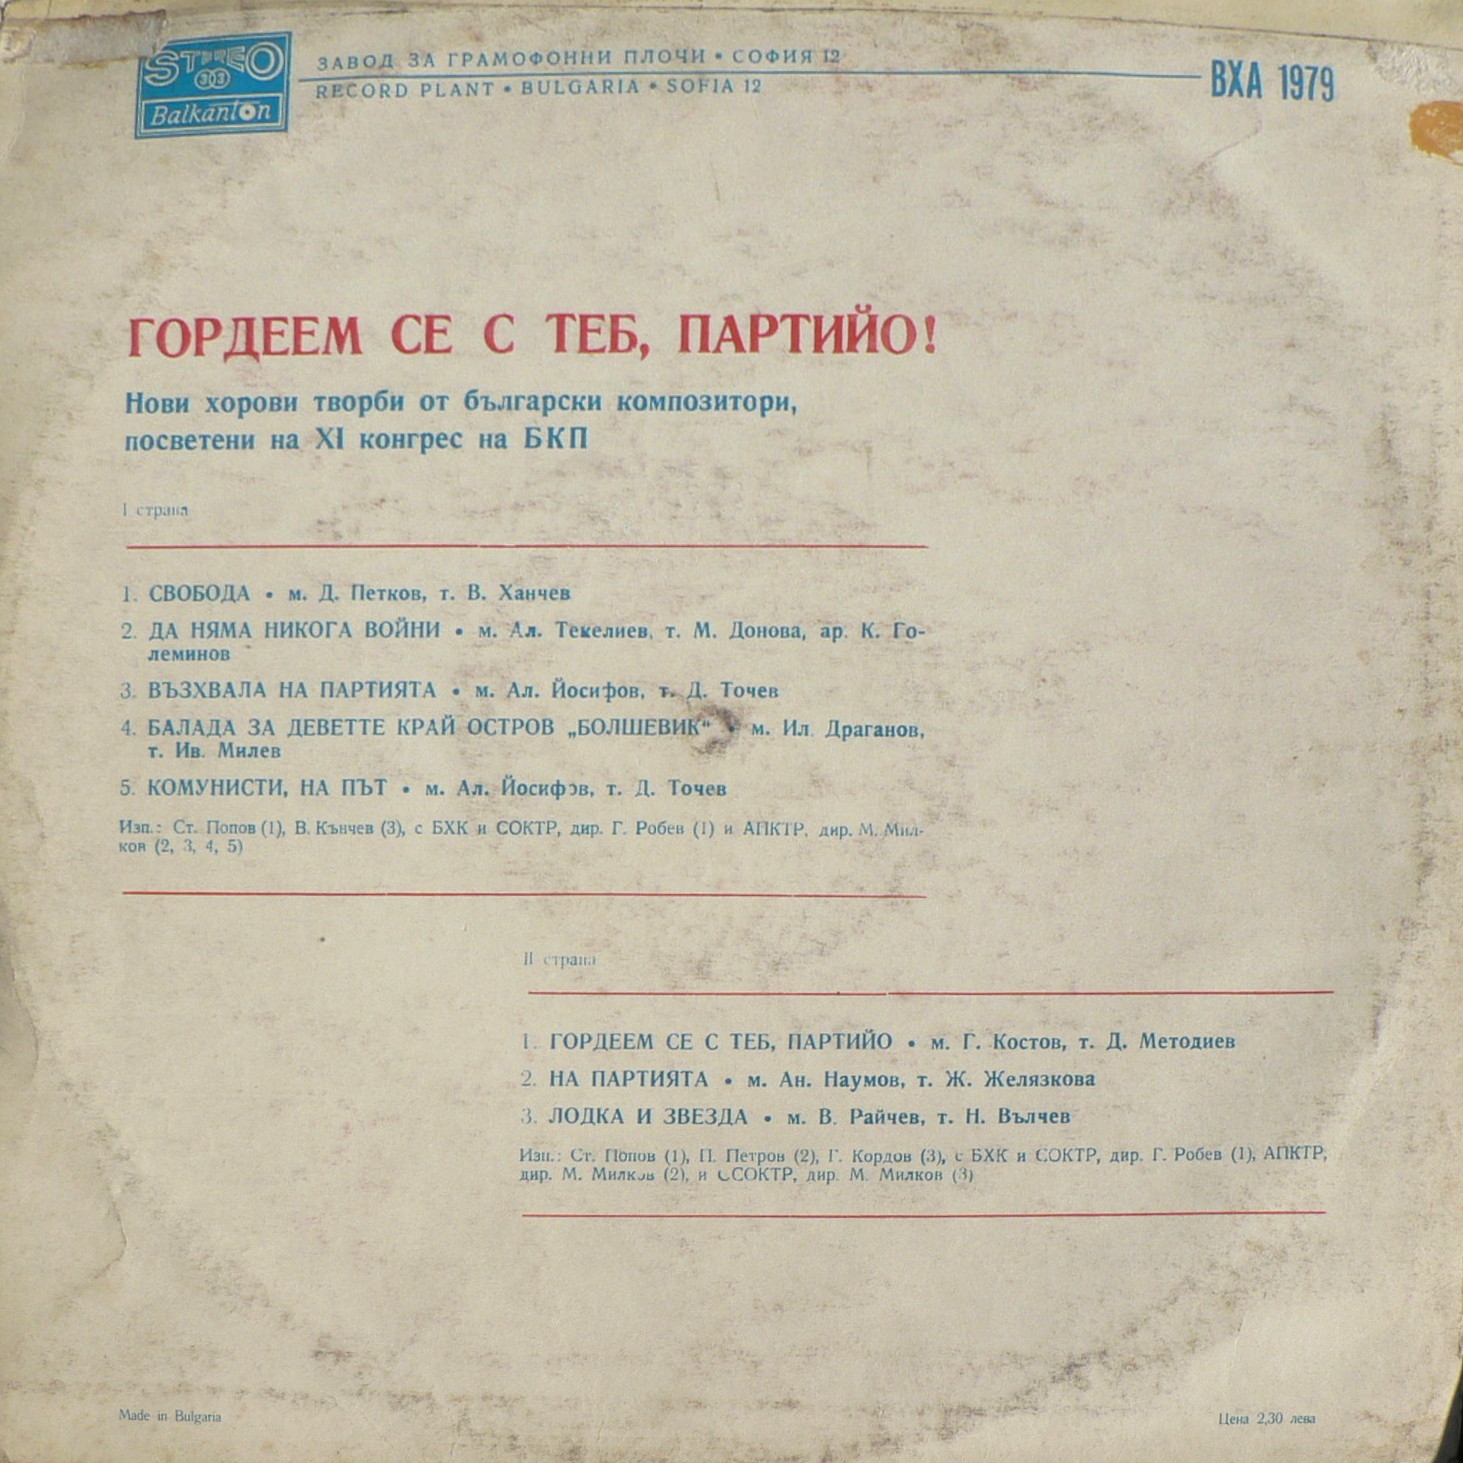 STEREO
33
Balkanton
ЗАВОД ЗА ГРАМОФОННИ ПЛОЧИ • СОФИЯ 12
RECORD PLANT • BULGARIA • SOFIA 12
ВХА 1979
ГОРДЕЕМ СЕ С ТЕБ, ПАРТИЙО!
Нови хорови творби от български композитори,
посветени на XI конгрес на БКП
I страна
1. СВОБОДА • м. Д. Петков, т. В. Ханчев
2. ДА НЯМА НИКОГА ВОЙНИ • м. Ал. Текелиев, т. М. Донова, ар. К. Го-
леминов
3. ВЪЗХВАЛА НА ПАРТИЯТА • м. Ал. Йосифов, т. Д. Точев
4. БАЛАДА ЗА ДЕВЕТТЕ КРАЙ ОСТРОВ „БОЛШЕВИК“ • м. Ил. Драганов,
т. Ив. Милев
5. КОМУНИСТИ, НА ПЪТ • м. Ал. Йосифов, т. Д. Точев
Изп.: Ст. Попов (1), В. Кънчев (3), с БХК и СОКТР, дир. Г. Робев (1) и АПКТР, дир. М. Мил-
ков (2, 3, 4, 5)
II страна
1. ГОРДЕЕМ СЕ С ТЕБ, ПАРТИЙО • м. Г. Костов, т. Д. Методиев
2. НА ПАРТИЯТА • м. Ан. Наумов, т. Ж. Желязкова
3. ЛОДКА И ЗВЕЗДА • м. В. Райчев, т. Н. Вълчев
Изп.: Ст. Попов (1), П. Петров (2), Г. Кордов (3), с БХК и СОКТР, дир. Г. Робев (1), АПКТР,
дир. М. Милков (2), и ССОКТР, дир. М. Милков (3)
Made in Bulgaria
Цена 2,30 лева